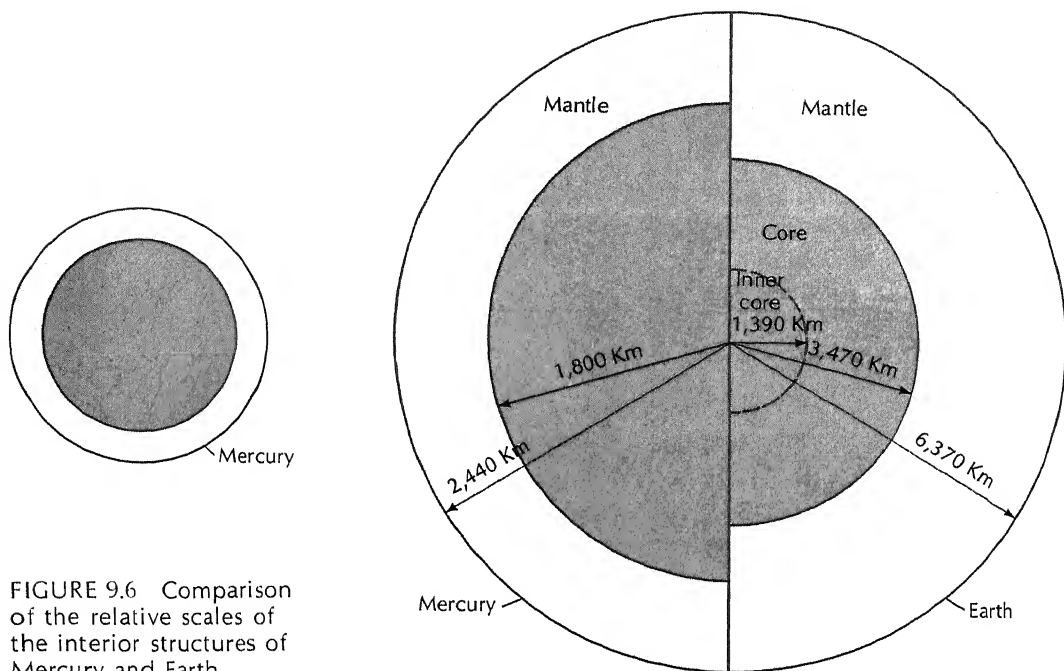 Mantle
Mantle
Core
Inner
core
1,390 Km
3,470 Km
1,800 Km
2,440 Km
6,370 Km
Mercury
Mercury
Earth
FIGURE 9.6 Comparison
of the relative scales of
the interior structures of
Mercury and Earth